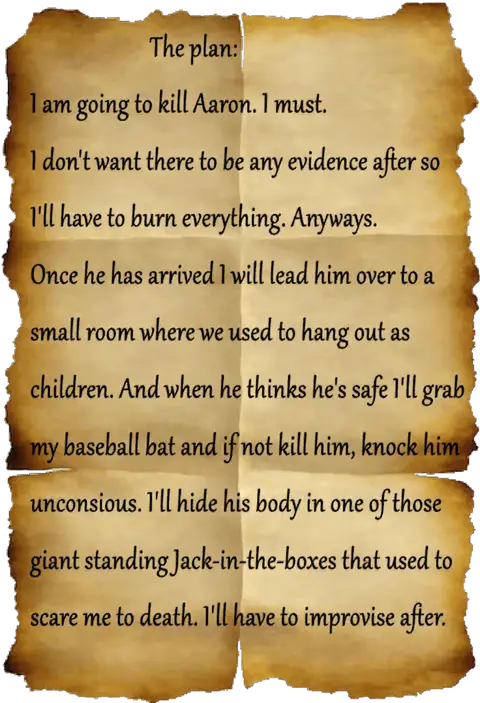 The plan:
I am going to kill Aaron. I must.
I don't want there to be any evidence after so
I'll have to burn everything. Anyways.
Once he has arrived I will lead him over to a
small room where we used to hang out as
children. And when he thinks he's safe I'll grab
my baseball bat and if not kill him, knock him
unconsious. I'll hide his body in one of those
giant standing Jack-in-the-boxes that used to
scare me to death. I'll have to improvise after.